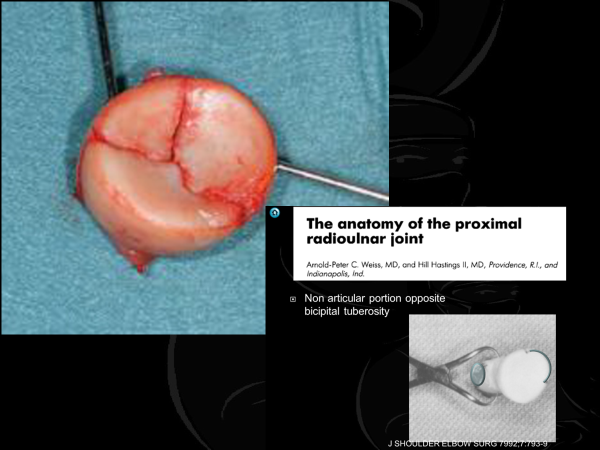 The anatomy of the proximal
radioulnar joint
Arnold-Peter C. Weiss, MD, and Hill Hastings II, MD, Providence, R.I., and
Indianapolis, Ind.
Non articular portion opposite
bicipital tuberosity
J SHOULDER ELBOW SURG 7992;7:793-9